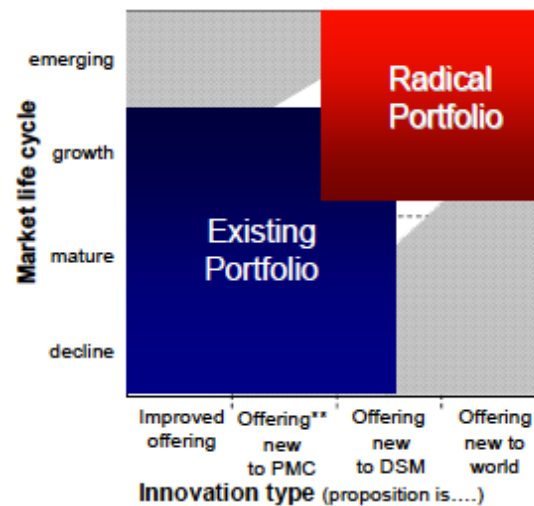 emerging
Radical
Portfolio
growth
Market life cycle
Existing
Portfolio
mature
decline
Improved
offering
Offering**
new
to PMC
Offering
new
to DSM
Offering
new to
world
Innovation type (proposition is....)